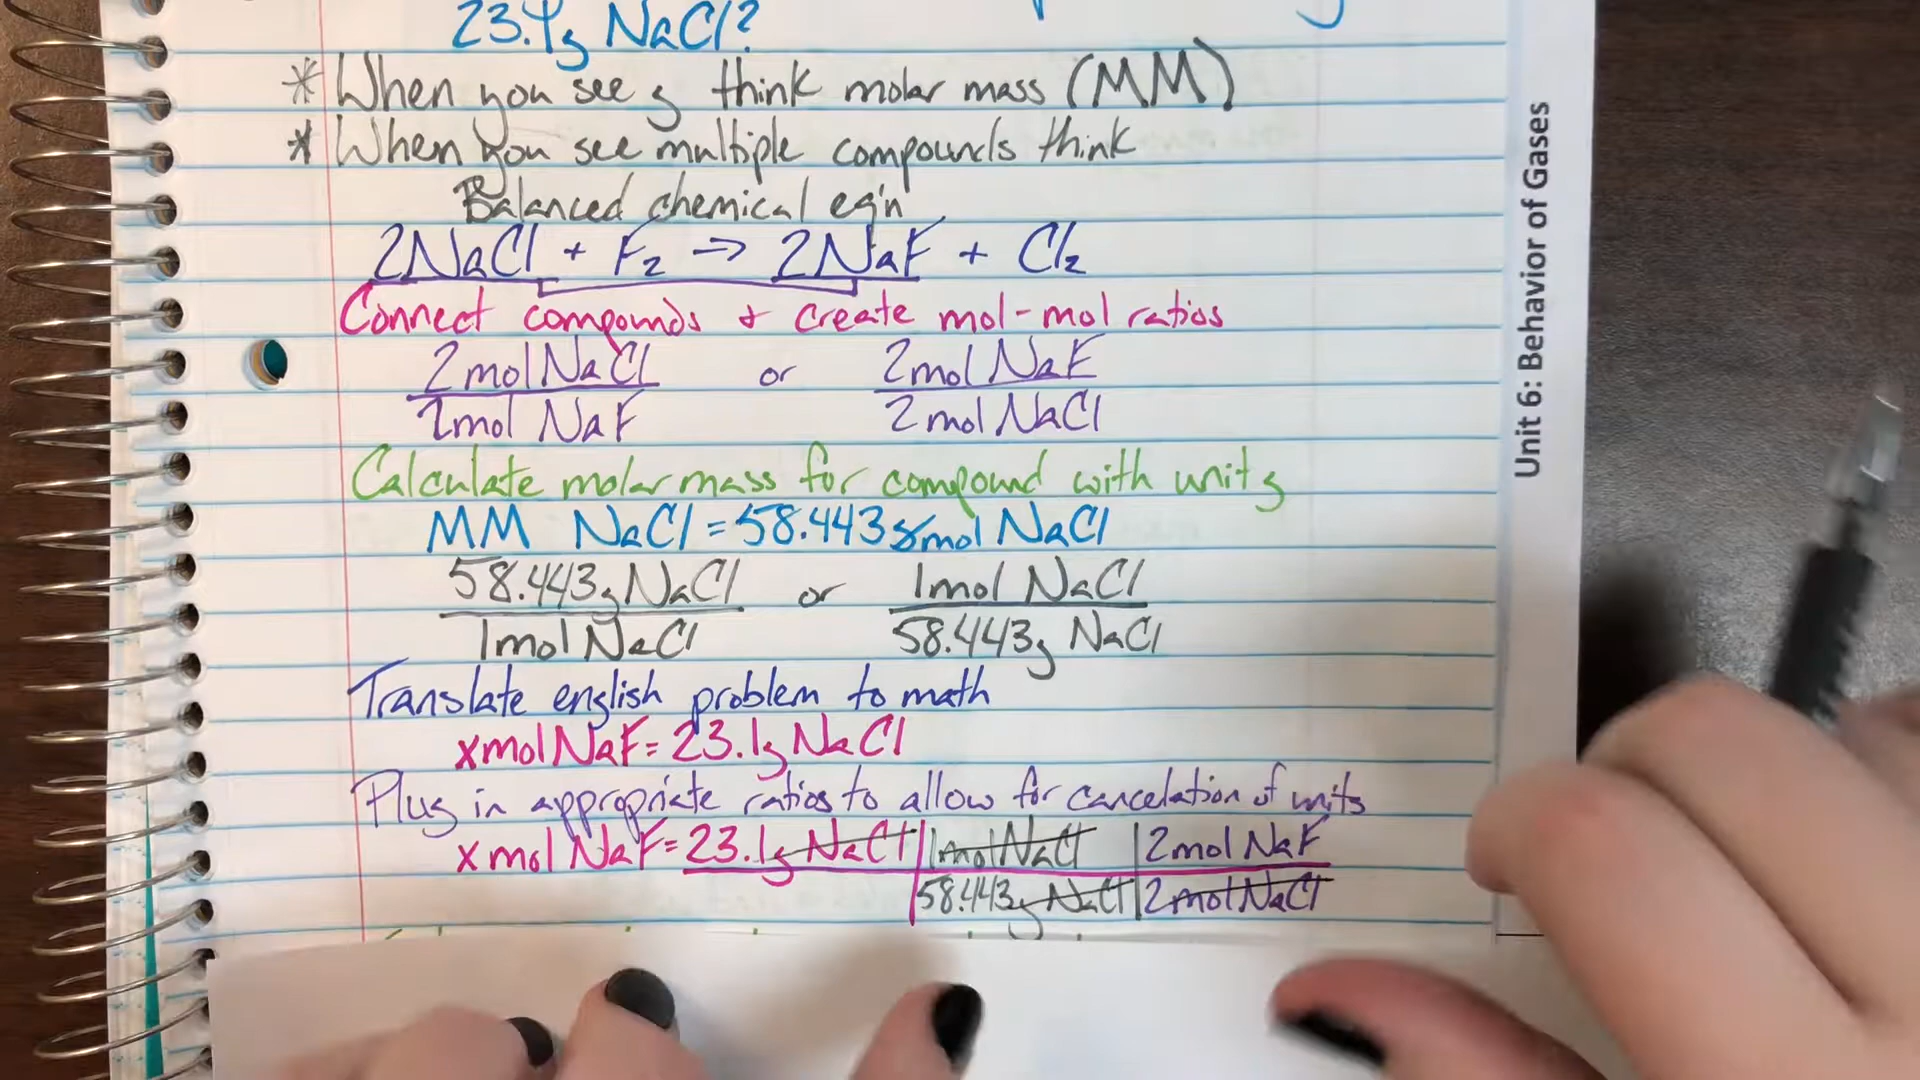 23.4g NaCl?
* When you see g think molar mass (MM)
* When you see multiple compounds think
Balanced chemical eq'n
2NaCl + F₂ → 2NaF + Cl₂
Connect compounds & create mol-mol ratios
2mol NaCl or 2mol NaF
2mol NaF 2mol NaCl
Calculate molar mass for compound with unit g
MM NaCl = 58.443g/mol NaCl
58.443g NaCl or 1mol NaCl
1mol NaCl 58.443g NaCl
Translate english problem to math
xmol NaF = 23.1g NaCl
Plug in appropriate ratios to allow for cancelation of units
xmol NaF = 23.1g NaCl | 1mol NaCl | 2mol NaF
58.443g NaCl | 2mol NaCl
Unit 6: Behavior of Gases